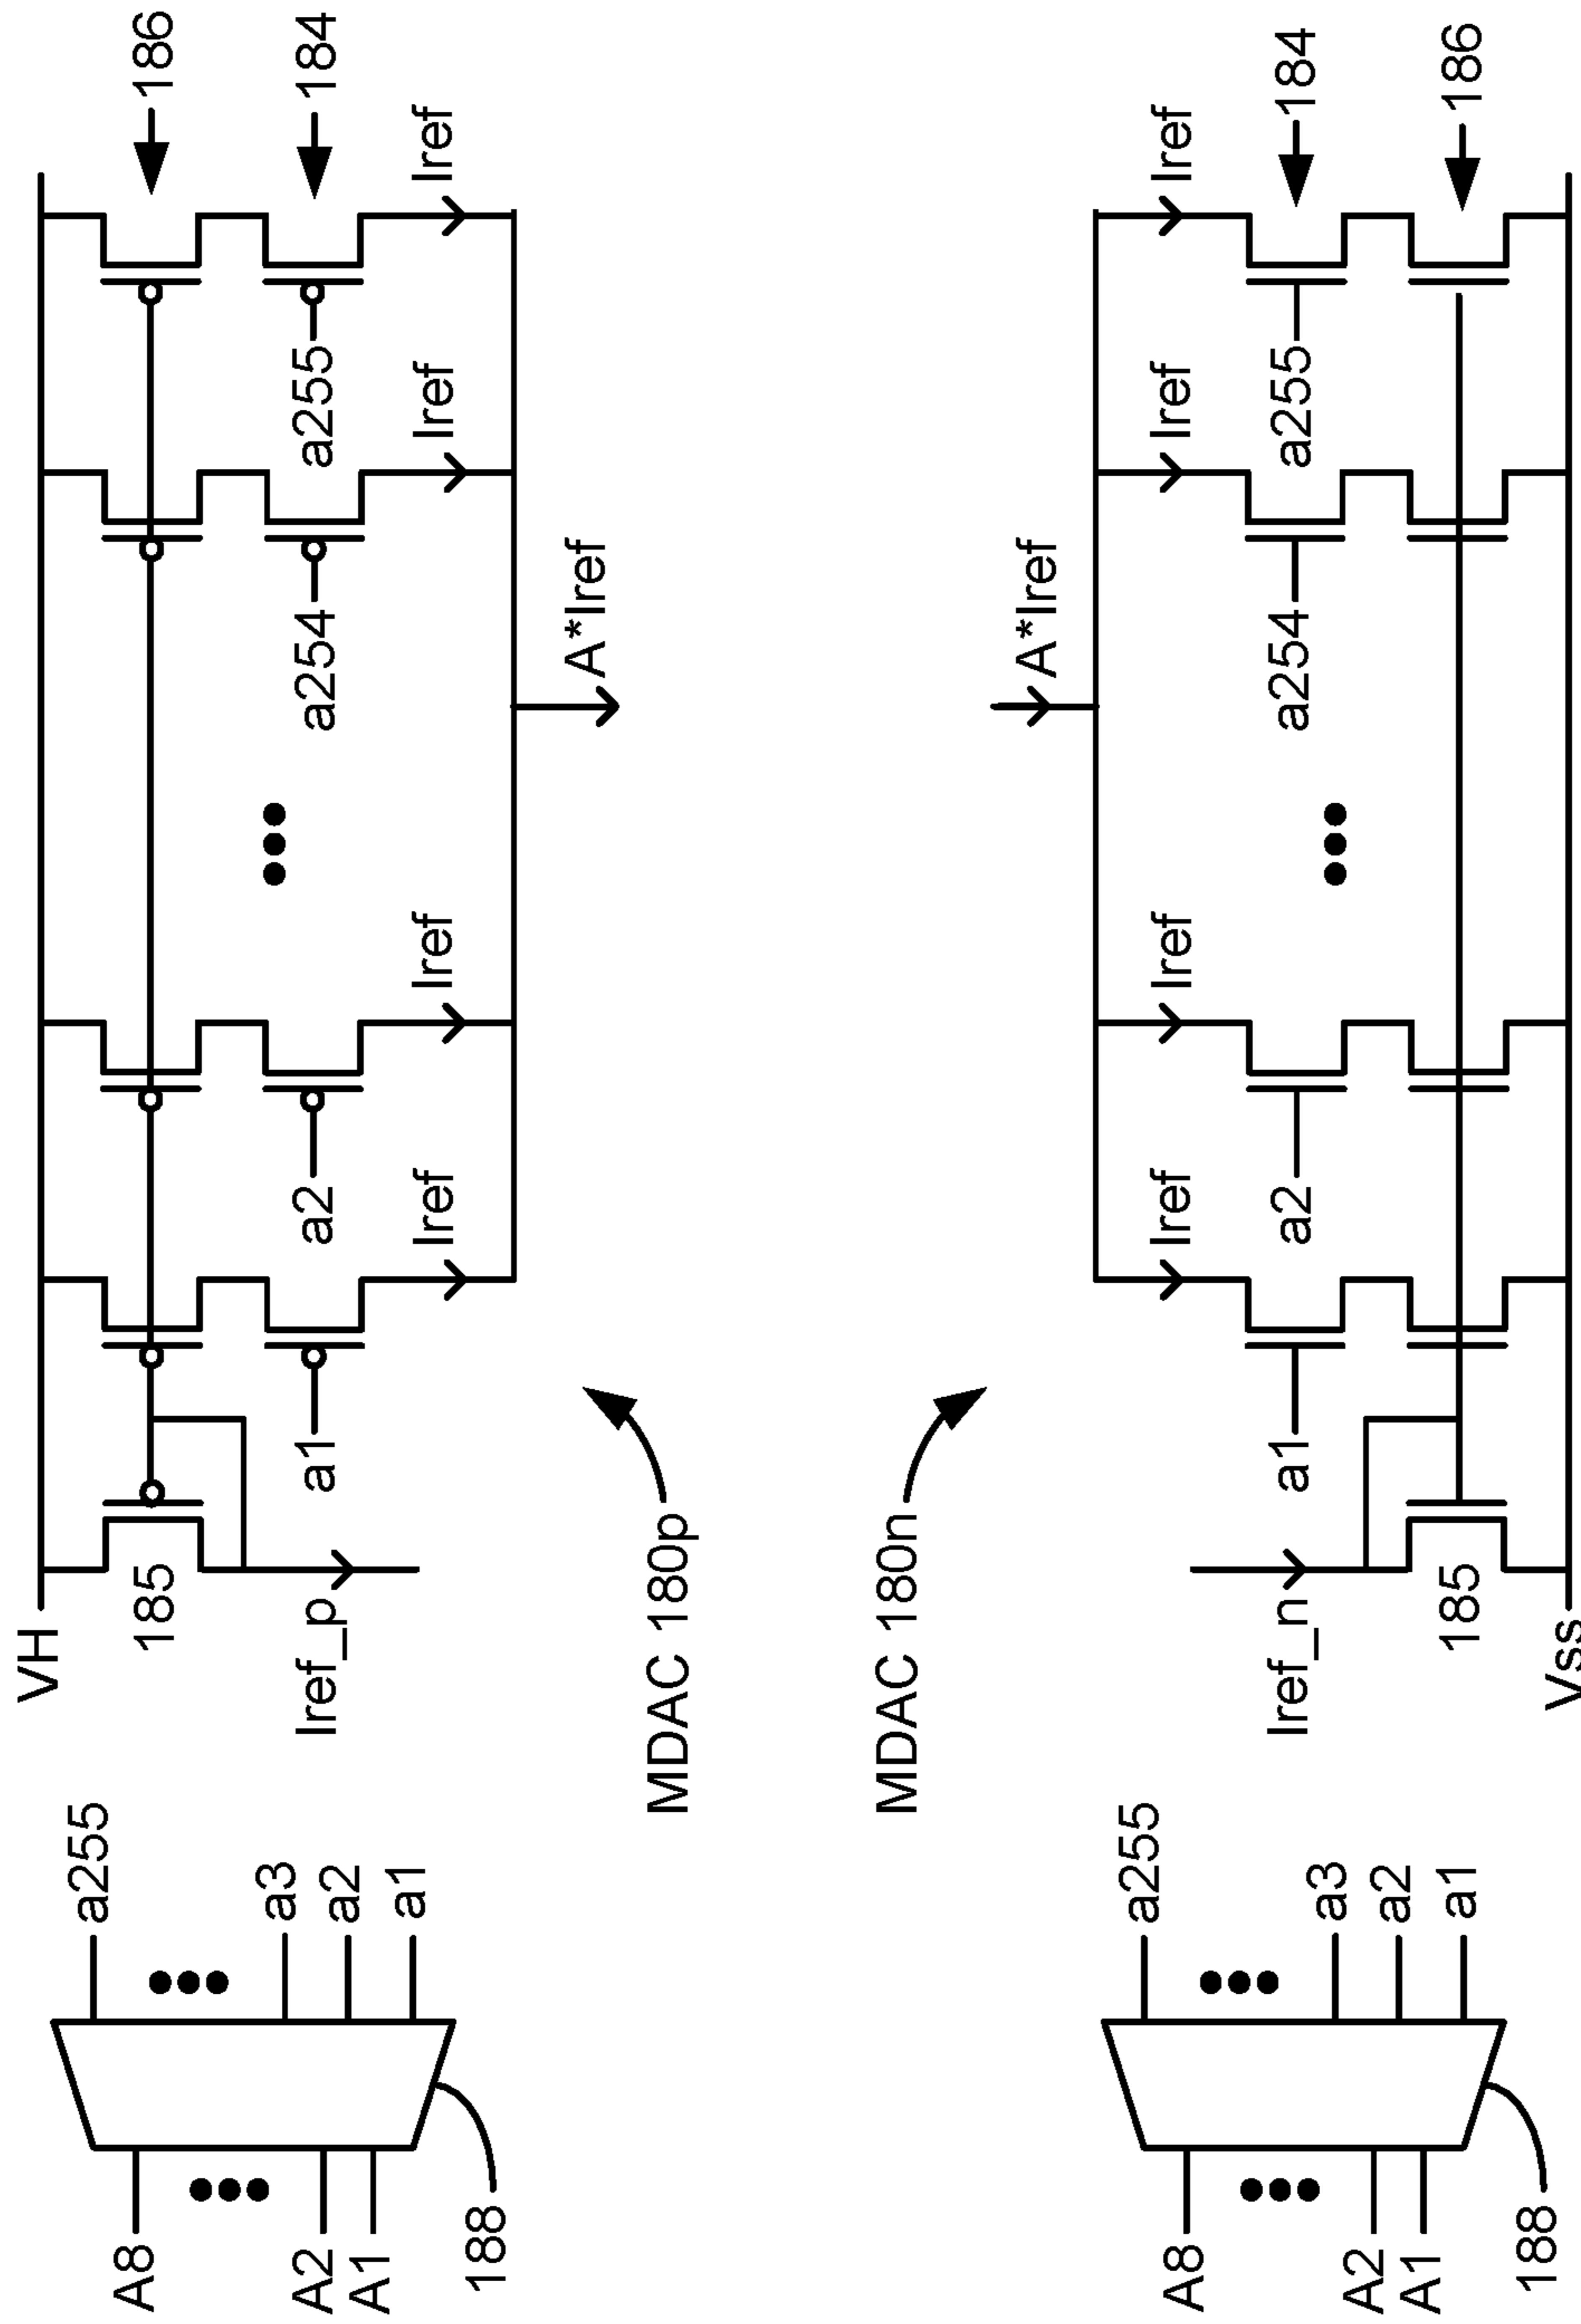 VH
a255
A8
185
186
a3
A2
Iref_p
a1
a2
a254
a255
184
a2
A1
a1
Iref
Iref
Iref
Iref
188
A*Iref
MDAC 180p
MDAC 180n
A*Iref
a255
Iref
Iref
Iref
Iref
A8
Iref_n
a1
a2
a254
a255
184
a3
A2
a2
A1
a1
185
186
188
Vss